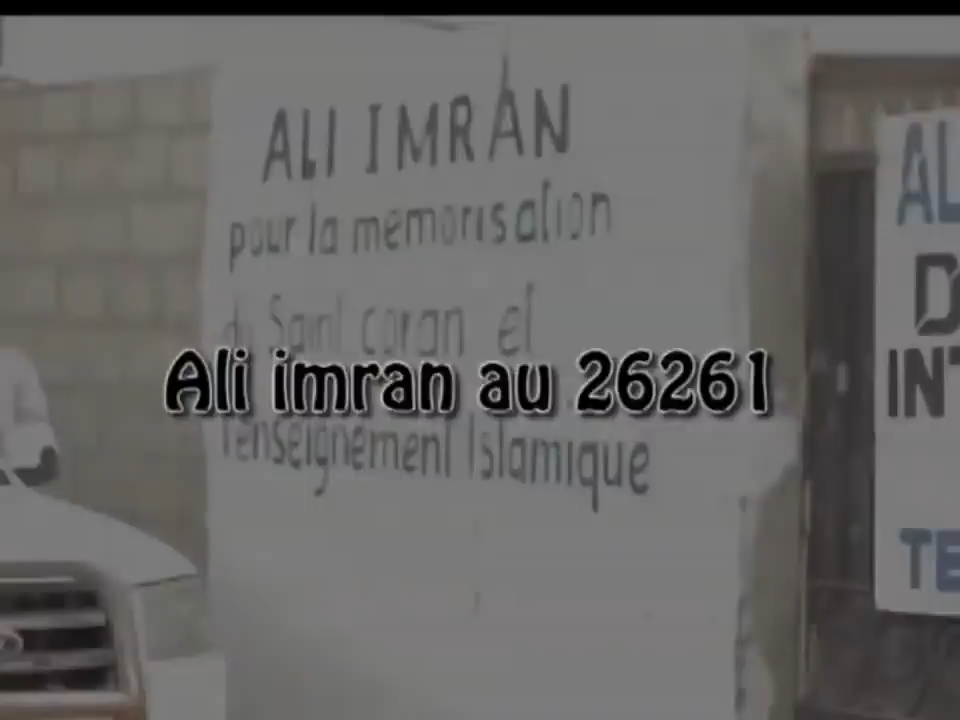 ALI IMRAN
pour la memorisation
du Saint coran et
Ali imran au 26261
l'enseignement Islamique
AL
D
INT
TE